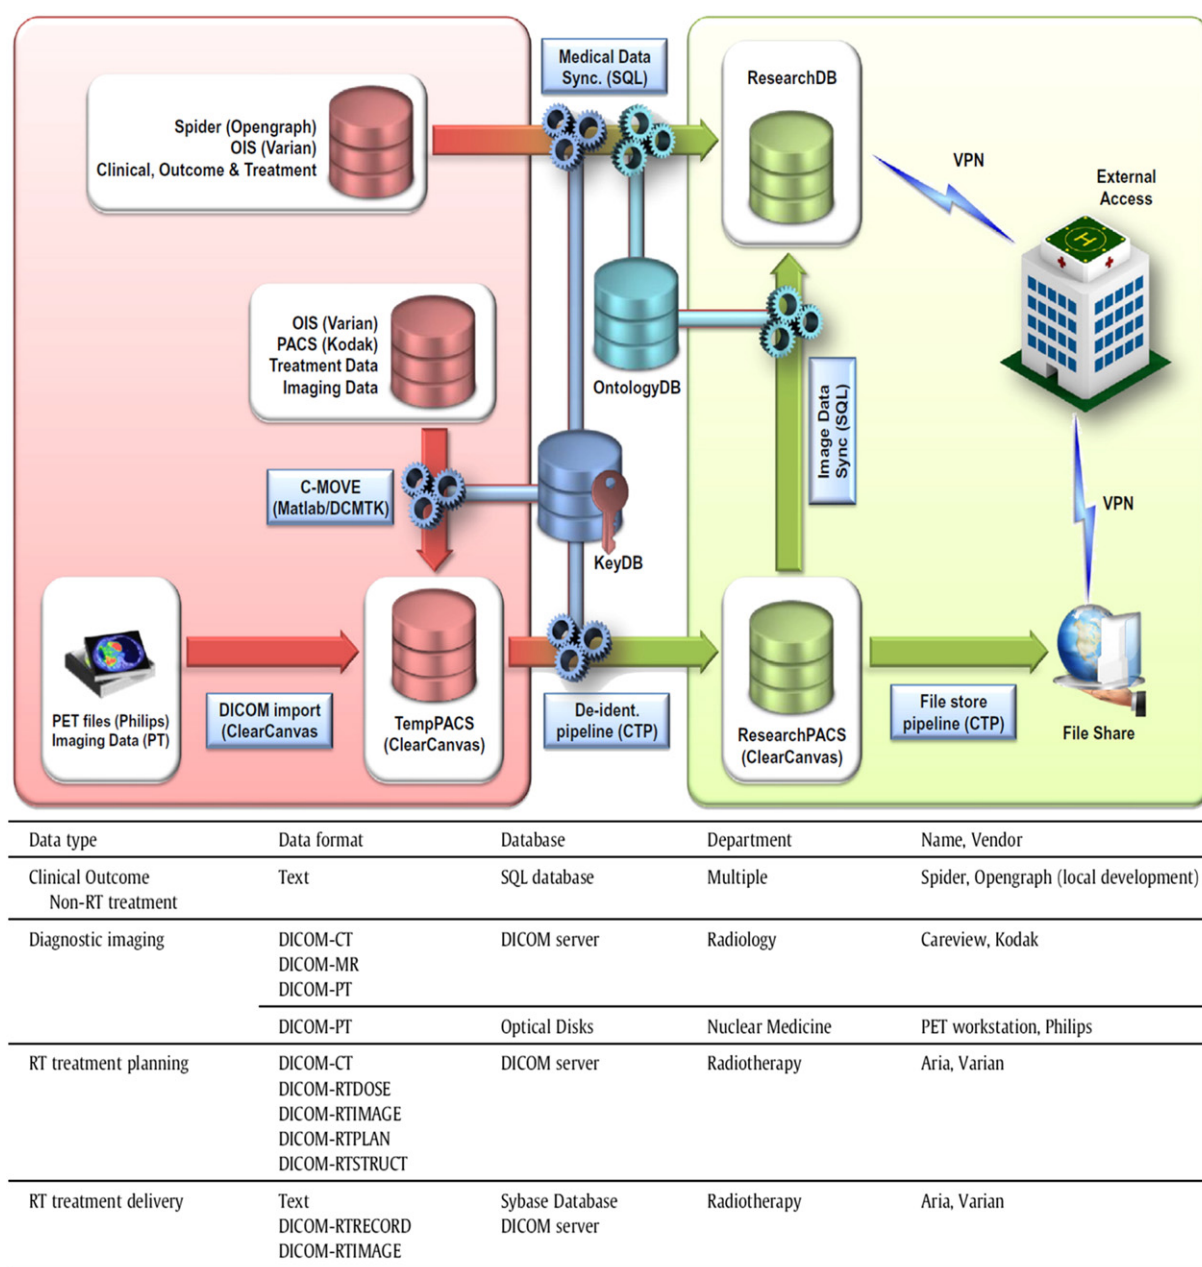 Medical Data
Sync. (SQL)
ResearchDB
Spider (Opengraph)
OIS (Varian)
Clinical, Outcome & Treatment
VPN
External
Access
H
OIS (Varian)
PACS (Kodak)
Treatment Data
Imaging Data
OntologyDB
Image Data
Sync (SQL)
C-MOVE
(Matlab/DCMTK)
KeyDB
VPN
PET files (Philips)
Imaging Data (PT)
DICOM import
(ClearCanvas
TempPACS
(ClearCanvas)
De-ident.
pipeline (CTP)
ResearchPACS
(ClearCanvas)
File store
pipeline (CTP)
File Share
Data type Data format Database Department Name, Vendor
Clinical Outcome Text SQL database Multiple Spider, Opengraph (local development)
Non-RT treatment
Diagnostic imaging DICOM-CT DICOM server Radiology Careview, Kodak
DICOM-MR
DICOM-PT
DICOM-PT Optical Disks Nuclear Medicine PET workstation, Philips
RT treatment planning DICOM-CT DICOM server Radiotherapy Aria, Varian
DICOM-RTDOSE
DICOM-RTIMAGE
DICOM-RTPLAN
DICOM-RTSTRUCT
RT treatment delivery Text Sybase Database Radiotherapy Aria, Varian
DICOM-RTRECORD DICOM server
DICOM-RTIMAGE